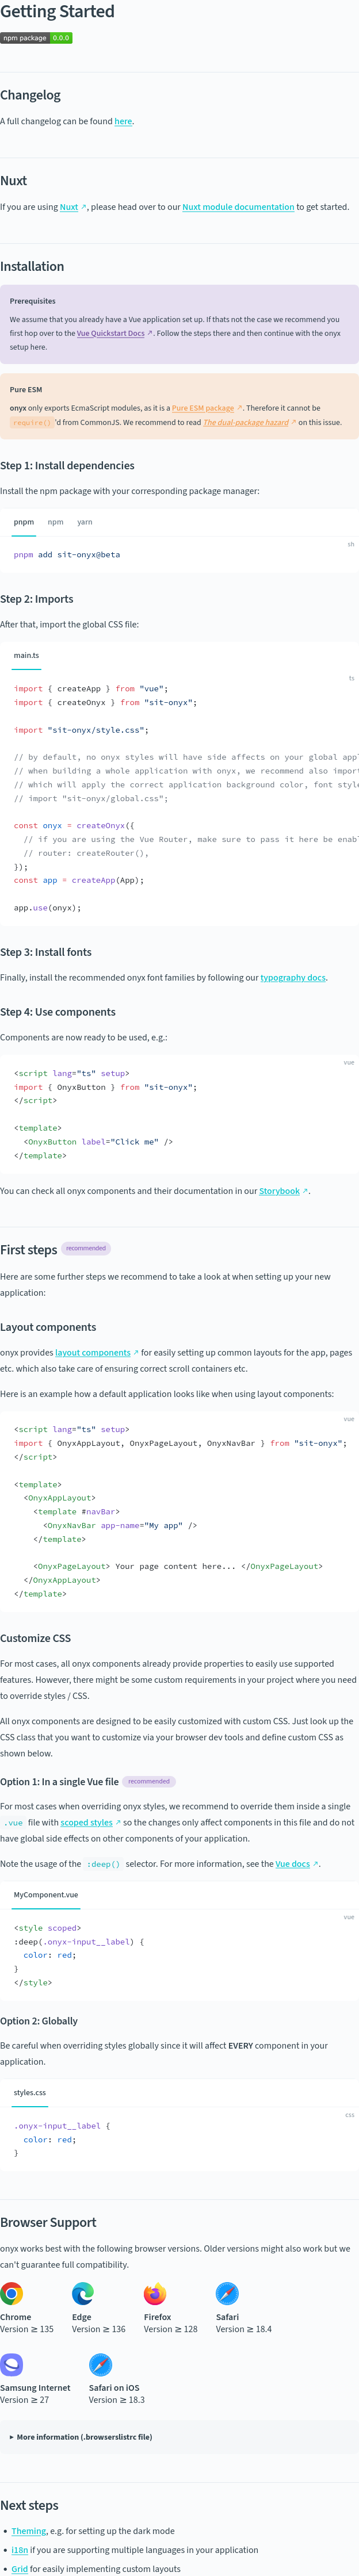 Getting Started
npm package 0.0.0
Changelog
A full changelog can be found here.
Nuxt
If you are using Nuxt ↗, please head over to our Nuxt module documentation to get started.
Installation
Prerequisites
We assume that you already have a Vue application set up. If thats not the case we recommend you
first hop over to the Vue Quickstart Docs ↗. Follow the steps there and then continue with the onyx
setup here.
Pure ESM
onyx only exports EcmaScript modules, as it is a Pure ESM package ↗. Therefore it cannot be
require()'d from CommonJS. We recommend to read The dual-package hazard ↗ on this issue.
Step 1: Install dependencies
Install the npm package with your corresponding package manager:
pnpm npm yarn
sh
pnpm add sit-onyx@beta
Step 2: Imports
After that, import the global CSS file:
main.ts
ts
import { createApp } from "vue";
import { createOnyx } from "sit-onyx";
import "sit-onyx/style.css";
// by default, no onyx styles will have side affects on your global app
// when building a whole application with onyx, we recommend also import
// which will apply the correct application background color, font style
// import "sit-onyx/global.css";
const onyx = createOnyx({
  // if you are using the Vue Router, make sure to pass it here be enabl
  // router: createRouter(),
});
const app = createApp(App);
app.use(onyx);
Step 3: Install fonts
Finally, install the recommended onyx font families by following our typography docs.
Step 4: Use components
Components are now ready to be used, e.g.:
vue
<script lang="ts" setup>
import { OnyxButton } from "sit-onyx";
</script>
<template>
  <OnyxButton label="Click me" />
</template>
You can check all onyx components and their documentation in our Storybook ↗.
First steps recommended
Here are some further steps we recommend to take a look at when setting up your new
application:
Layout components
onyx provides layout components ↗ for easily setting up common layouts for the app, pages
etc. which also take care of ensuring correct scroll containers etc.
Here is an example how a default application looks like when using layout components:
vue
<script lang="ts" setup>
import { OnyxAppLayout, OnyxPageLayout, OnyxNavBar } from "sit-onyx";
</script>
<template>
  <OnyxAppLayout>
    <template #navBar>
      <OnyxNavBar app-name="My app" />
    </template>
    <OnyxPageLayout> Your page content here... </OnyxPageLayout>
  </OnyxAppLayout>
</template>
Customize CSS
For most cases, all onyx components already provide properties to easily use supported
features. However, there might be some custom requirements in your project where you need
to override styles / CSS.
All onyx components are designed to be easily customized with custom CSS. Just look up the
CSS class that you want to customize via your browser dev tools and define custom CSS as
shown below.
Option 1: In a single Vue file recommended
For most cases when overriding onyx styles, we recommend to override them inside a single
.vue file with scoped styles ↗ so the changes only affect components in this file and do not
have global side effects on other components of your application.
Note the usage of the :deep() selector. For more information, see the Vue docs ↗.
MyComponent.vue
vue
<style scoped>
:deep(.onyx-input__label) {
  color: red;
}
</style>
Option 2: Globally
Be careful when overriding styles globally since it will affect EVERY component in your
application.
styles.css
css
.onyx-input__label {
  color: red;
}
Browser Support
onyx works best with the following browser versions. Older versions might also work but we
can't guarantee full compatibility.
Chrome Edge Firefox Safari
Version ≥ 135 Version ≥ 136 Version ≥ 128 Version ≥ 18.4
Samsung Internet Safari on iOS
Version ≥ 27 Version ≥ 18.3
▸ More information (.browserslistrc file)
Next steps
• Theming, e.g. for setting up the dark mode
• i18n if you are supporting multiple languages in your application
• Grid for easily implementing custom layouts